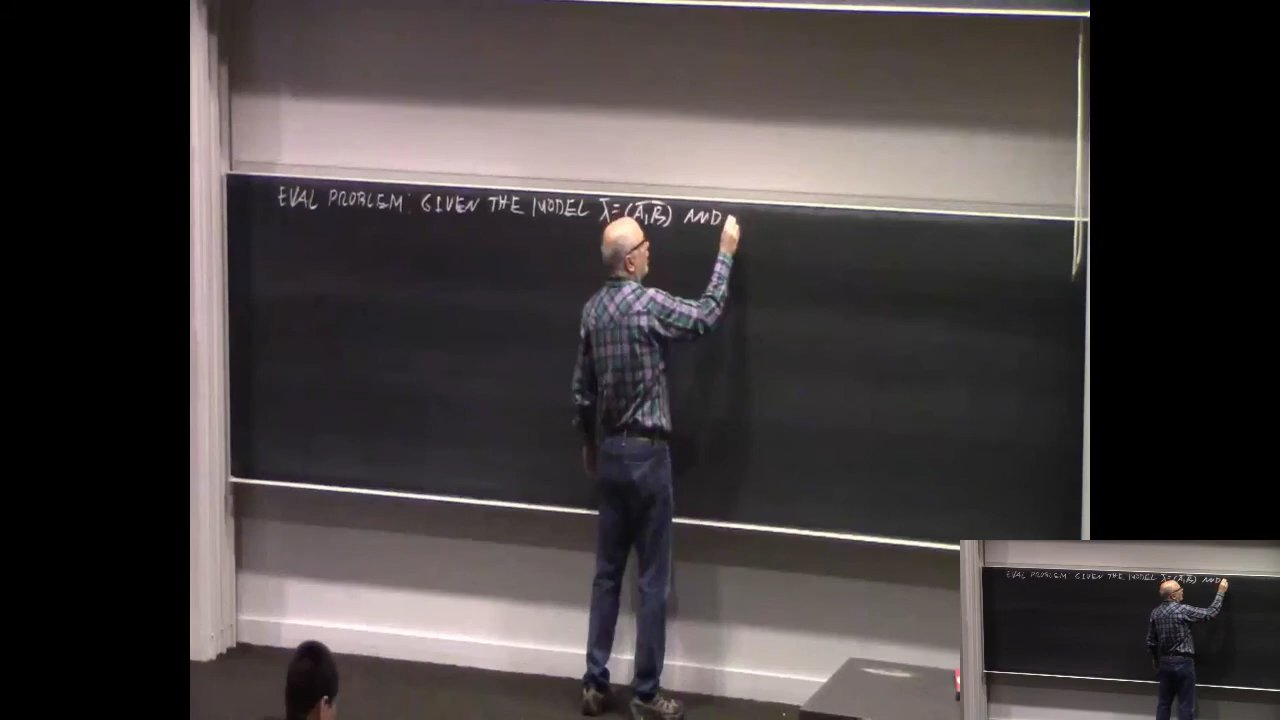 EVAL PROBLEM: GIVEN THE MODEL λ̄ = (Ā, B̄) AND